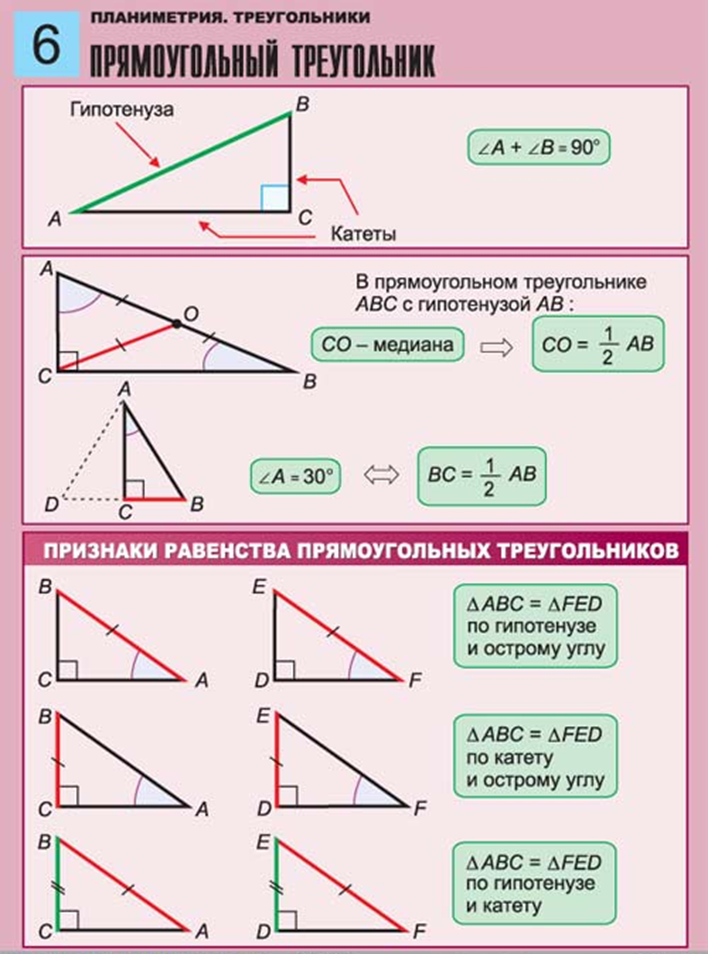 6
ПЛАНИМЕТРИЯ. ТРЕУГОЛЬНИКИ
ПРЯМОУГОЛЬНЫЙ ТРЕУГОЛЬНИК
Гипотенуза
B
A
C
Катеты
∠A + ∠B = 90°
A
O
C
B
В прямоугольном треугольнике
ABC с гипотенузой AB :
CO – медиана ⇨ CO = 1/2 AB
A
D
C
B
∠A = 30° ⇔ BC = 1/2 AB
ПРИЗНАКИ РАВЕНСТВА ПРЯМОУГОЛЬНЫХ ТРЕУГОЛЬНИКОВ
B
C
A
E
D
F
ΔABC = ΔFED
по гипотенузе
и острому углу
B
C
A
E
D
F
ΔABC = ΔFED
по катету
и острому углу
B
C
A
E
D
F
ΔABC = ΔFED
по гипотенузе
и катету